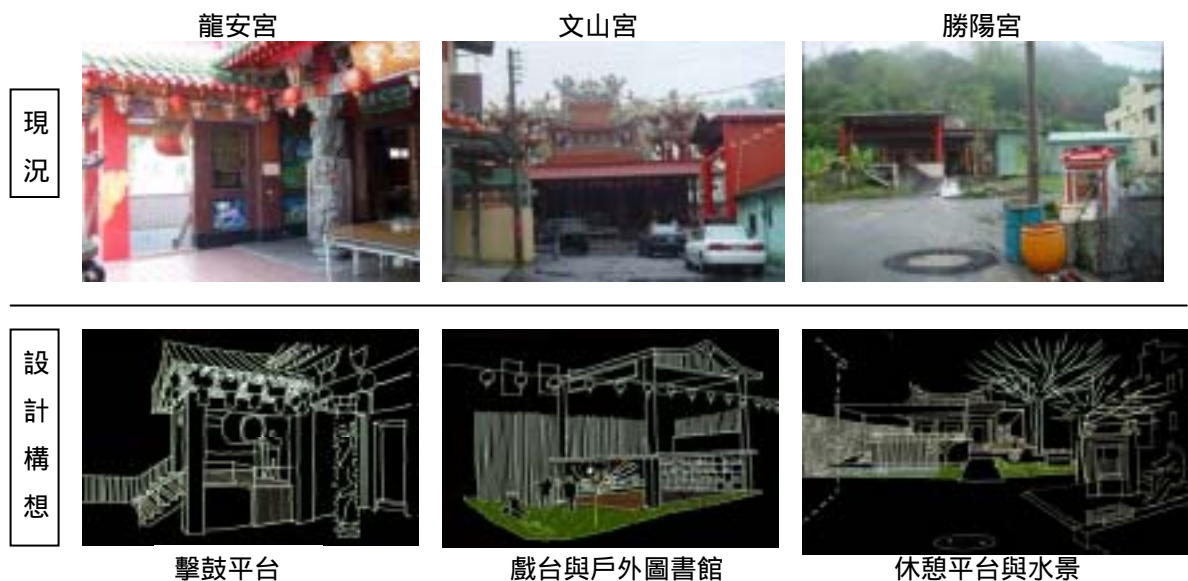 龍安宮
文山宮
勝陽宮
現況
設計構想
擊鼓平台
戲台與戶外圖書館
休憩平台與水景